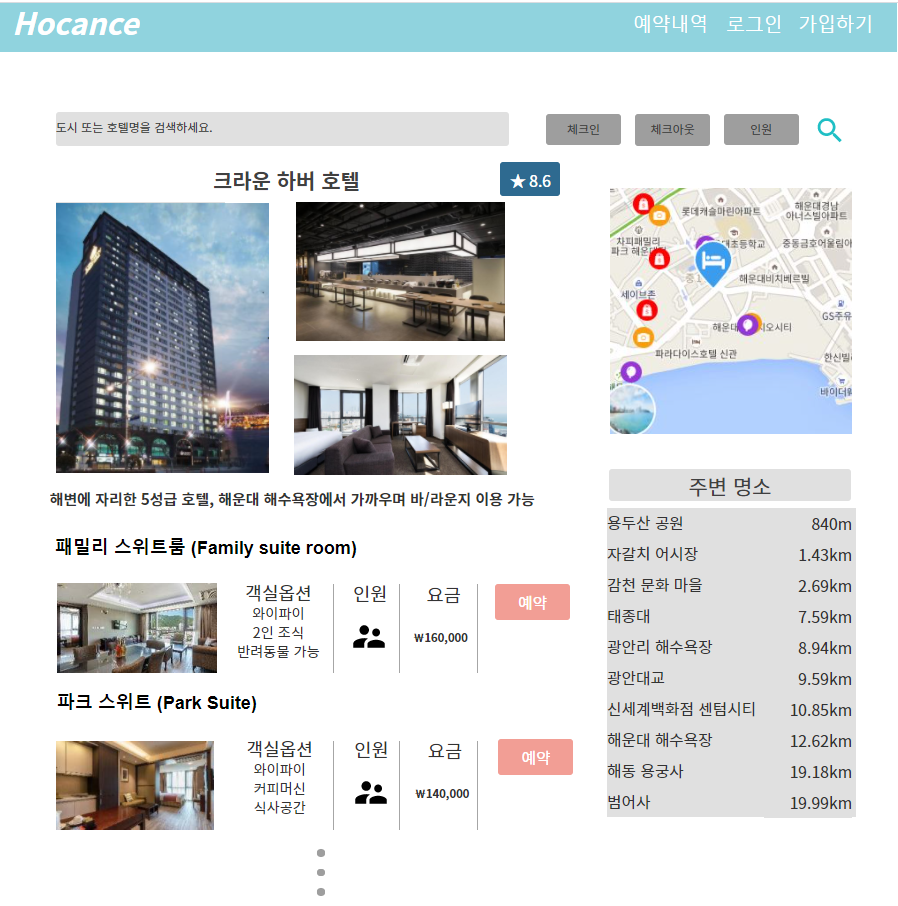 Hocance
예약내역 로그인 가입하기
도시 또는 호텔명을 검색하세요.
체크인
체크아웃
인원
크라운 하버 호텔
★ 8.6
해변에 자리한 5성급 호텔, 해운대 해수욕장에서 가까우며 바/라운지 이용 가능
패밀리 스위트룸 (Family suite room)
객실옵션
와이파이
2인 조식
반려동물 가능
인원
요금
₩160,000
예약
파크 스위트 (Park Suite)
객실옵션
와이파이
커피머신
식사공간
인원
요금
₩140,000
예약
롯데캐슬마린아파트
해운대경남
아너스빌아파트
차피패밀리
파크 해운대
대초등학교
중동금호어울림아
해운대비치베르빌
세이브존
GS주유
해운대
지오시티
파라다이스호텔 신관
한신빌
바이더웨
주변 명소
용두산 공원 840m
자갈치 어시장 1.43km
감천 문화 마을 2.69km
태종대 7.59km
광안리 해수욕장 8.94km
광안대교 9.59km
신세계백화점 센텀시티 10.85km
해운대 해수욕장 12.62km
해동 용궁사 19.18km
범어사 19.99km